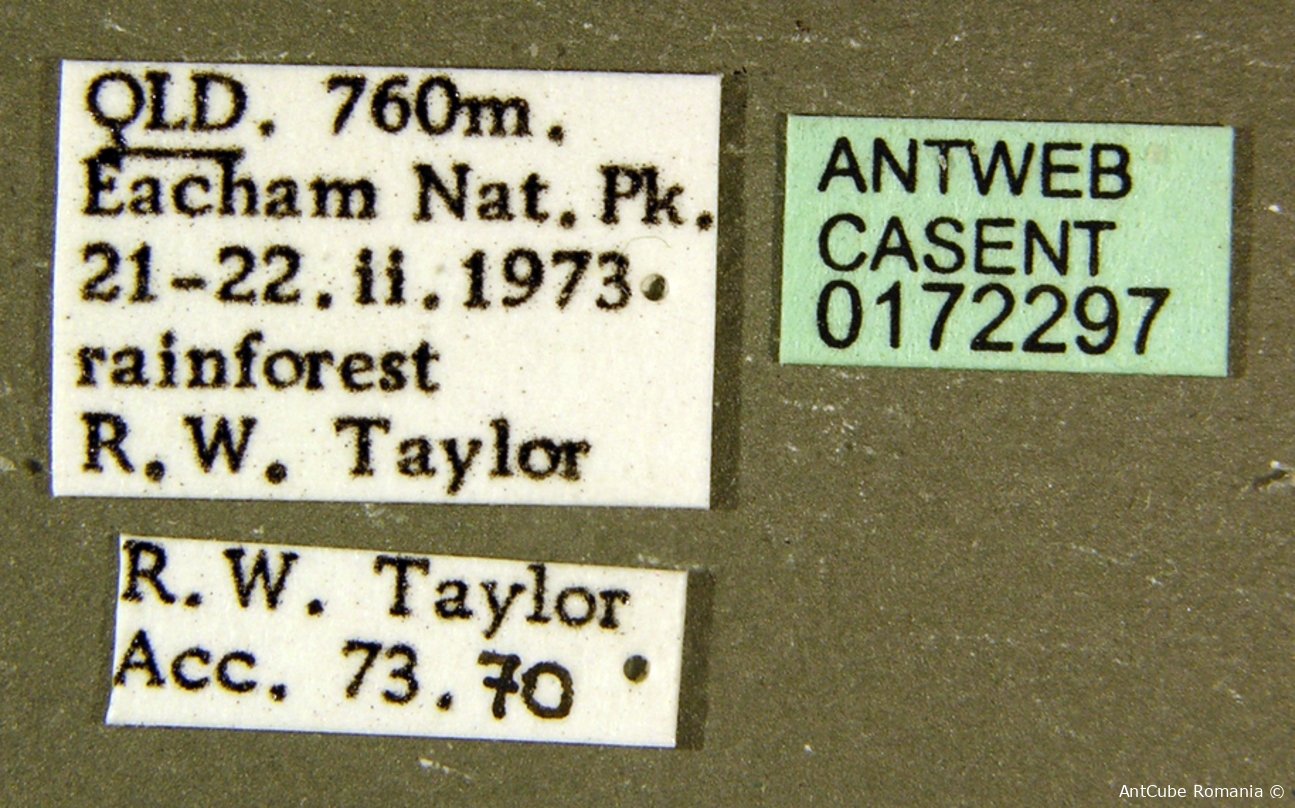 QLD. 760m.
Eacham Nat. Pk.
21-22.ii.1973
rainforest
R.W. Taylor
R.W. Taylor
Acc. 73.70
ANTWEB
CASENT
0172297
AntCube Romania ©